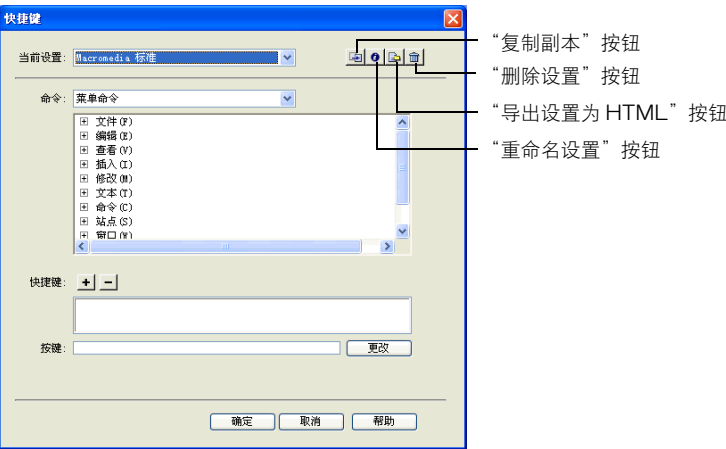 快捷键
当前设置: Macromedia 标准
“复制副本”按钮
“删除设置”按钮
“导出设置为 HTML”按钮
“重命名设置”按钮
命令: 菜单命令
文件(F)
编辑(E)
查看(V)
插入(I)
修改(M)
文本(T)
命令(C)
站点(S)
窗口(W)
快捷键:
按键:
更改
确定 取消 帮助